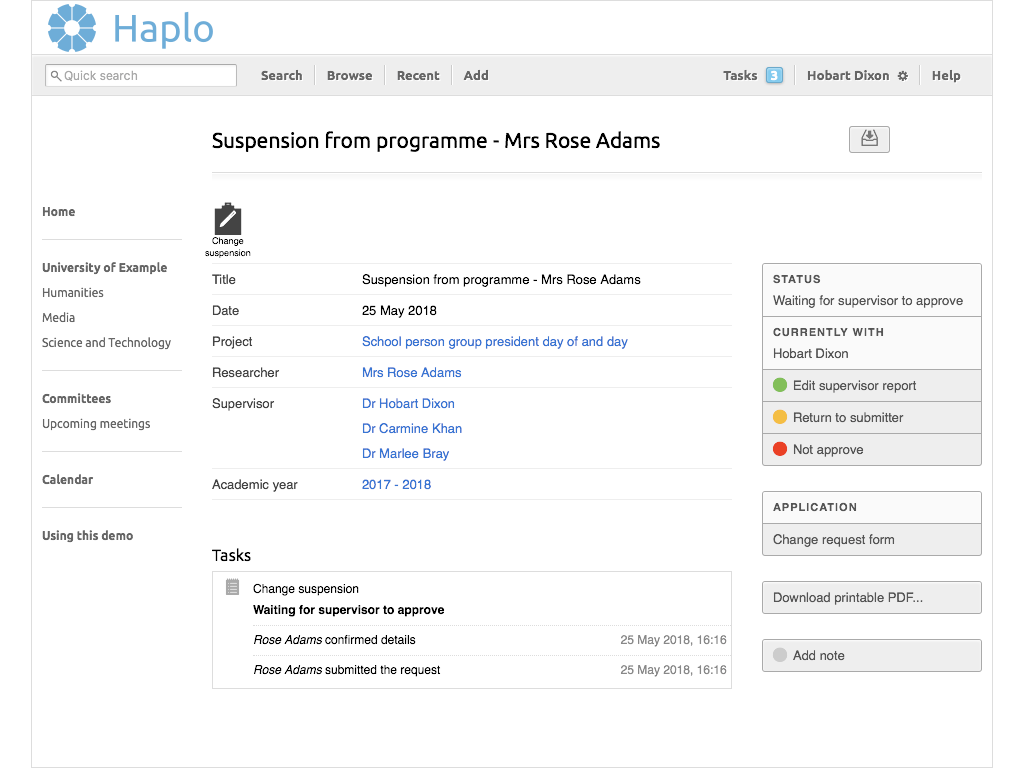 Haplo
Quick search Search Browse Recent Add Tasks 3 Hobart Dixon Help
Suspension from programme - Mrs Rose Adams
Home
University of Example
Humanities
Media
Science and Technology
Committees
Upcoming meetings
Calendar
Using this demo
Change
suspension
Title Suspension from programme - Mrs Rose Adams
Date 25 May 2018
Project School person group president day of and day
Researcher Mrs Rose Adams
Supervisor Dr Hobart Dixon
Dr Carmine Khan
Dr Marlee Bray
Academic year 2017 - 2018
Tasks
Change suspension
Waiting for supervisor to approve
Rose Adams confirmed details 25 May 2018, 16:16
Rose Adams submitted the request 25 May 2018, 16:16
STATUS
Waiting for supervisor to approve
CURRENTLY WITH
Hobart Dixon
Edit supervisor report
Return to submitter
Not approve
APPLICATION
Change request form
Download printable PDF...
Add note